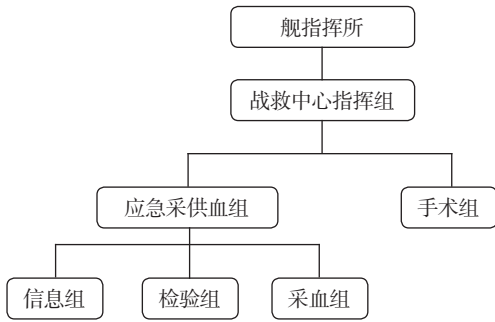 舰指挥所
战救中心指挥组
应急采供血组
手术组
信息组
检验组
采血组